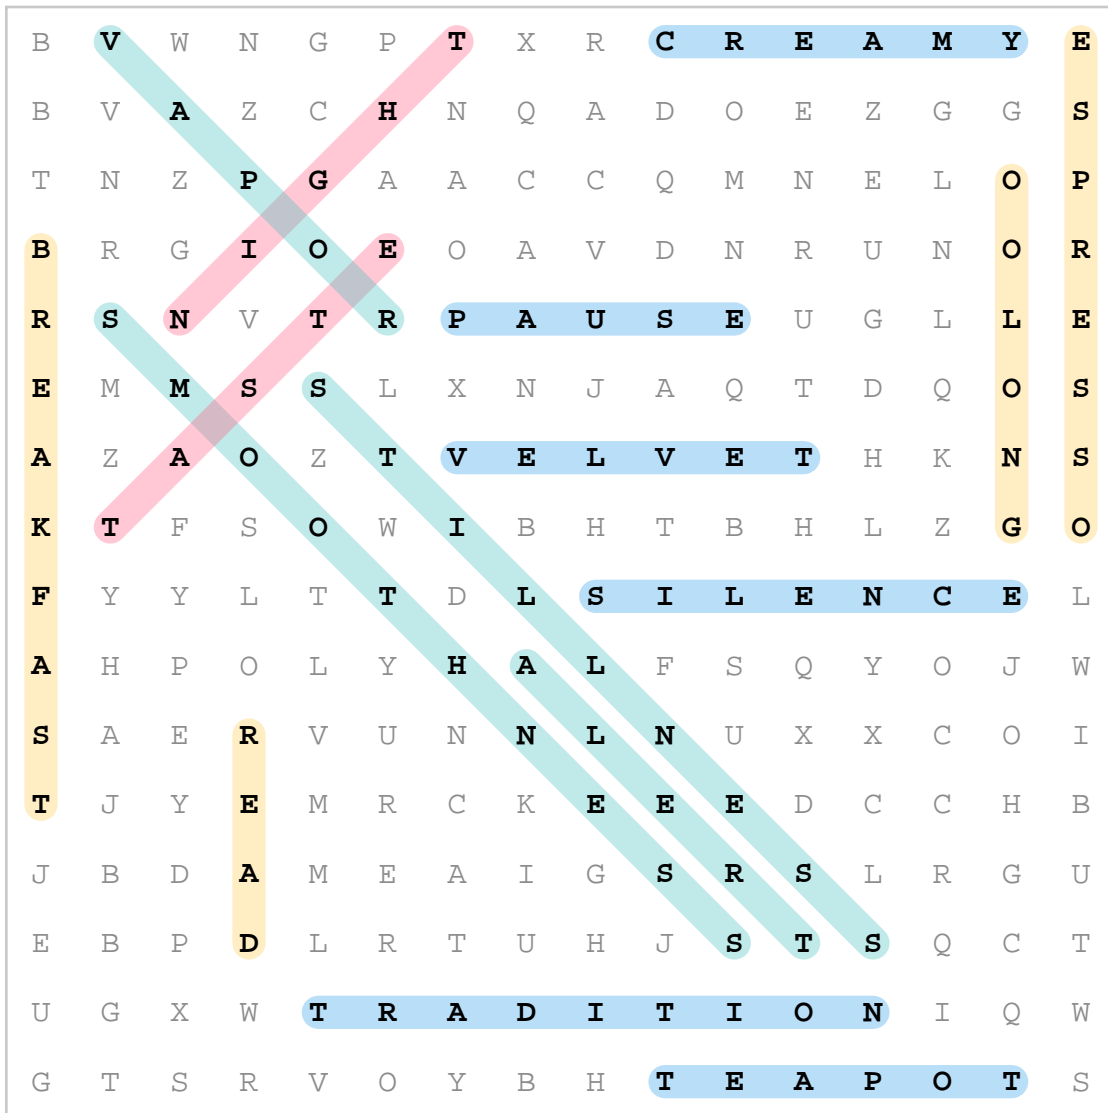 B V W N G P T X R C R E A M Y E
B V A Z C H N Q A D O E Z G G S
T N Z P G A A C C Q M N E L O P
B R G I O E O A V D N R U N O R
R S N V T R P A U S E U G L L E
E M M S S L X N J A Q T D Q O S
A Z A O Z T V E L V E T H K N S
K T F S O W I B H T B H L Z G O
F Y Y L T T D L S I L E N C E L
A H P O L Y H A L F S Q Y O J W
S A E R V U N N L N U X X C O I
T J Y E M R C K E E E D C C H B
J B D A M E A I G S R S L R G U
E B P D L R T U H J S T S Q C T
U G X W T R A D I T I O N I Q W
G T S R V O Y B H T E A P O T S